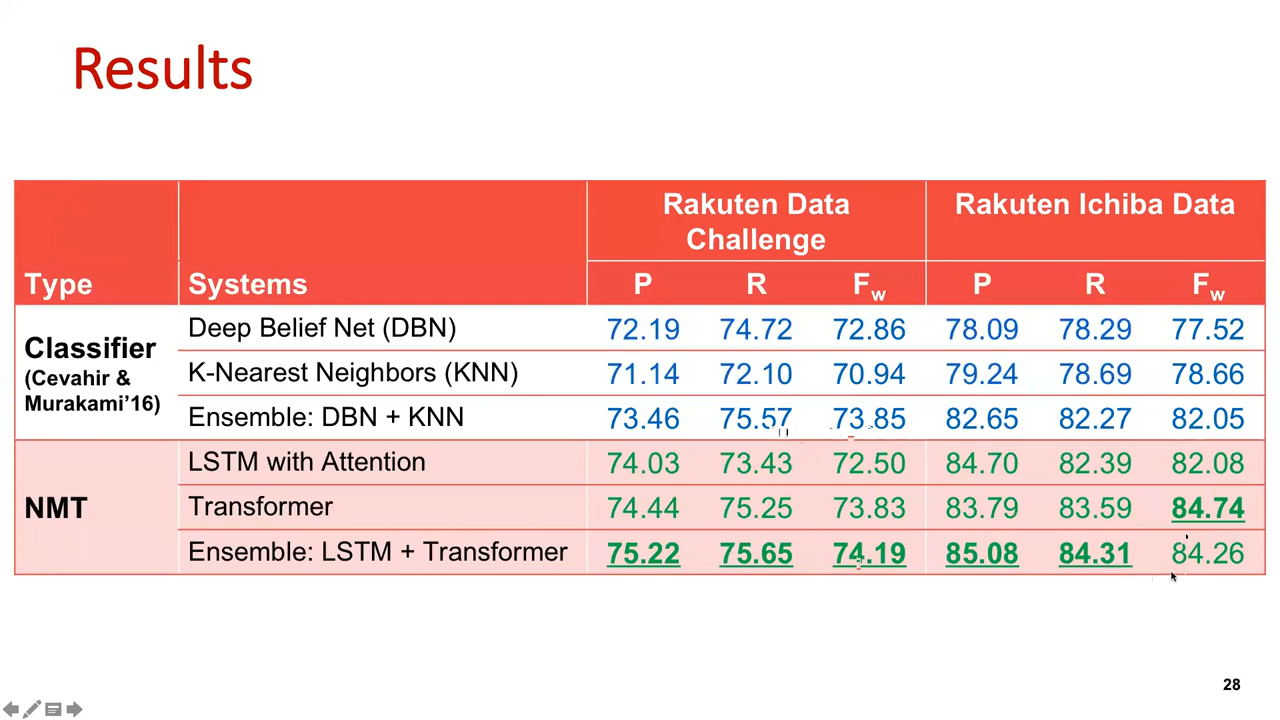 Results
Rakuten Data Challenge Rakuten Ichiba Data
Type Systems P R Fw P R Fw
Classifier (Cevahir & Murakami’16)
Deep Belief Net (DBN) 72.19 74.72 72.86 78.09 78.29 77.52
K-Nearest Neighbors (KNN) 71.14 72.10 70.94 79.24 78.69 78.66
Ensemble: DBN + KNN 73.46 75.57 73.85 82.65 82.27 82.05
NMT
LSTM with Attention 74.03 73.43 72.50 84.70 82.39 82.08
Transformer 74.44 75.25 73.83 83.79 83.59 84.74
Ensemble: LSTM + Transformer 75.22 75.65 74.19 85.08 84.31 84.26
28